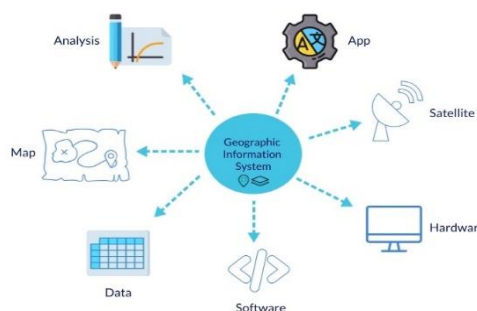 Analysis
App
Satellite
Geographic
Information
System
Map
Hardwar
Data
Software